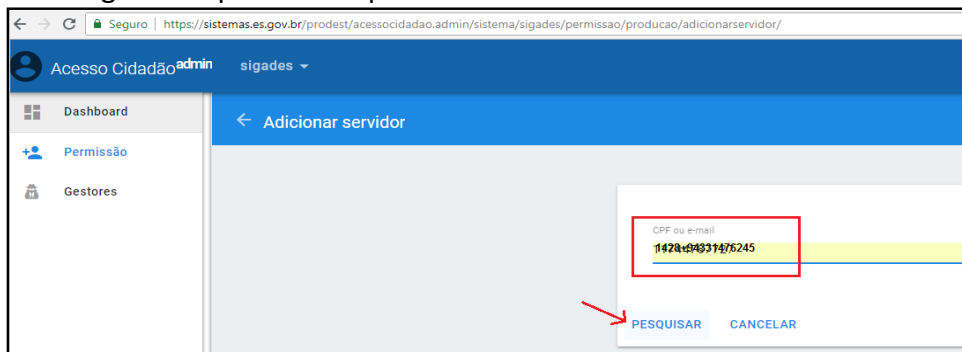 Seguro | https://sistemas.es.gov.br/prodest/acessocidadao.admin/sistema/sigades/permissao/producao/adicionarservidor/
Acesso Cidadão admin sigades
Dashboard
Adicionar servidor
Permissão
Gestores
CPF ou e-mail
PESQUISAR CANCELAR